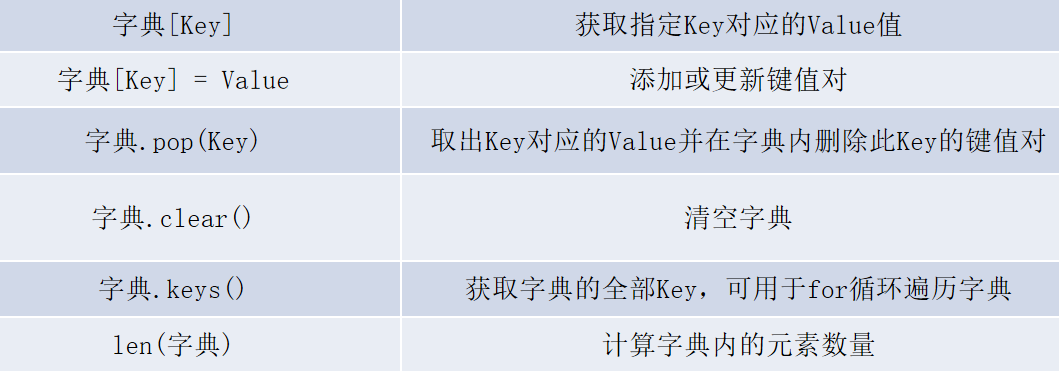 字典[Key] 获取指定Key对应的Value值
字典[Key] = Value 添加或更新键值对
字典.pop(Key) 取出Key对应的Value并在字典内删除此Key的键值对
字典.clear() 清空字典
字典.keys() 获取字典的全部Key，可用于for循环遍历字典
len(字典) 计算字典内的元素数量